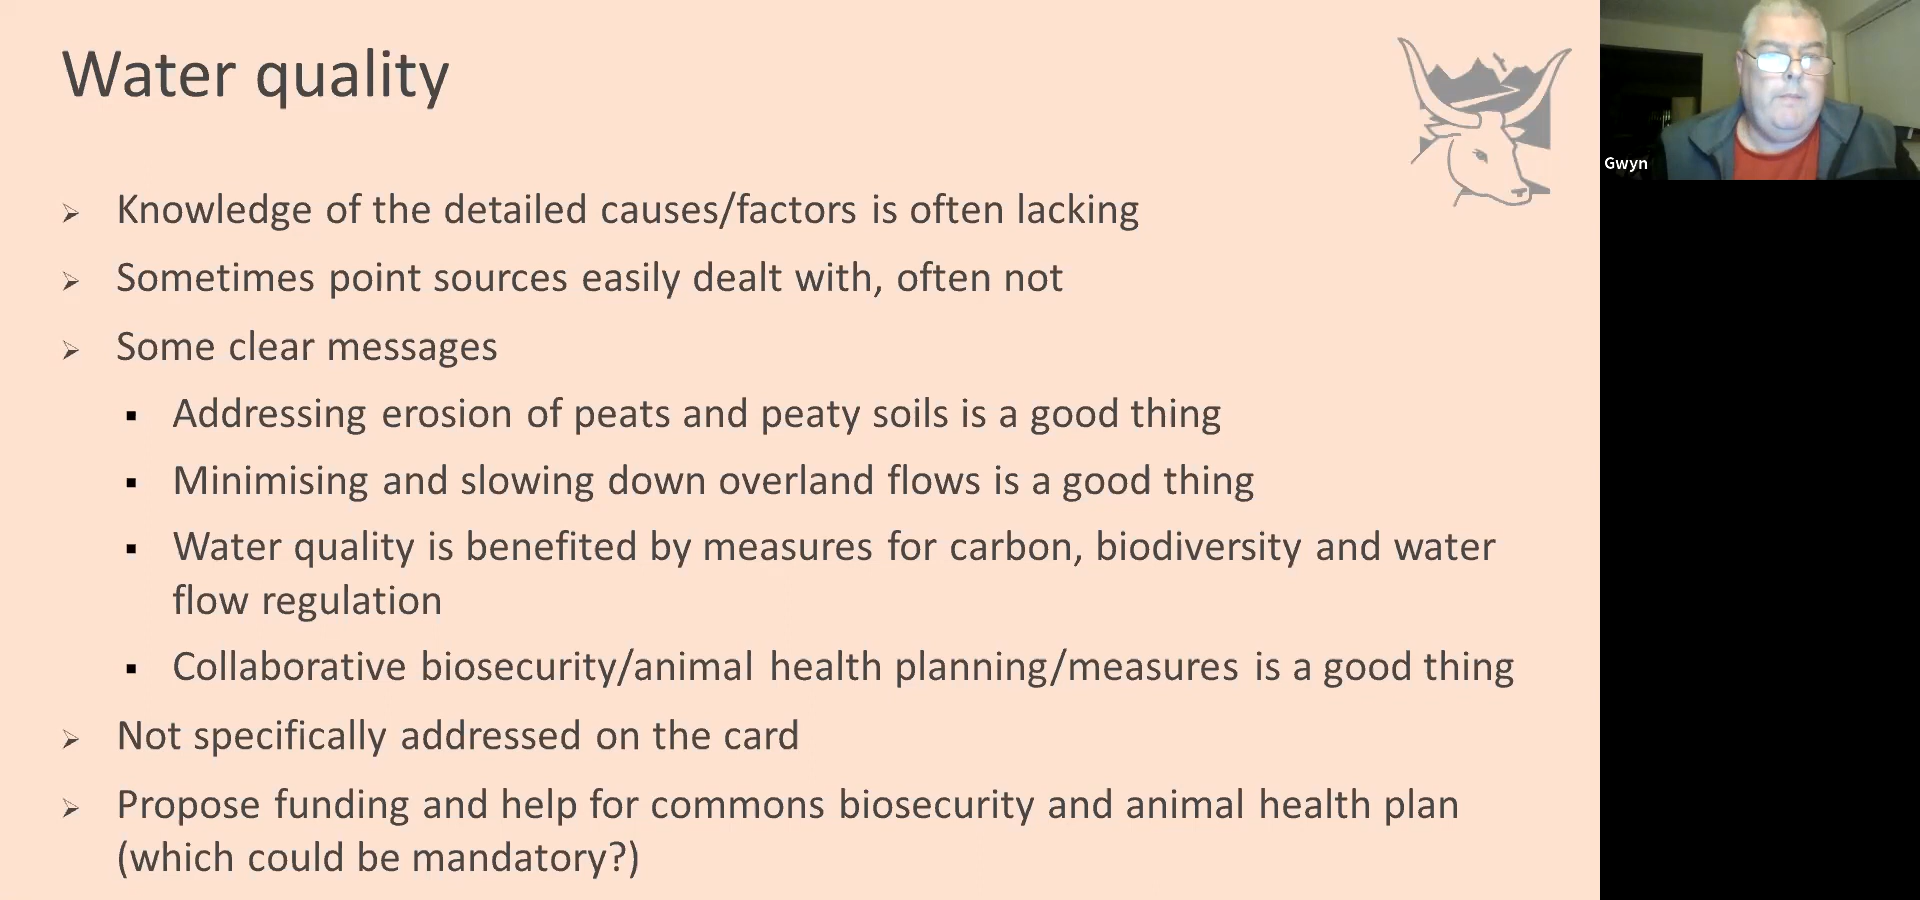 Water quality
Gwyn
Knowledge of the detailed causes/factors is often lacking
Sometimes point sources easily dealt with, often not
Some clear messages
Addressing erosion of peats and peaty soils is a good thing
Minimising and slowing down overland flows is a good thing
Water quality is benefited by measures for carbon, biodiversity and water
flow regulation
Collaborative biosecurity/animal health planning/measures is a good thing
Not specifically addressed on the card
Propose funding and help for commons biosecurity and animal health plan
(which could be mandatory?)